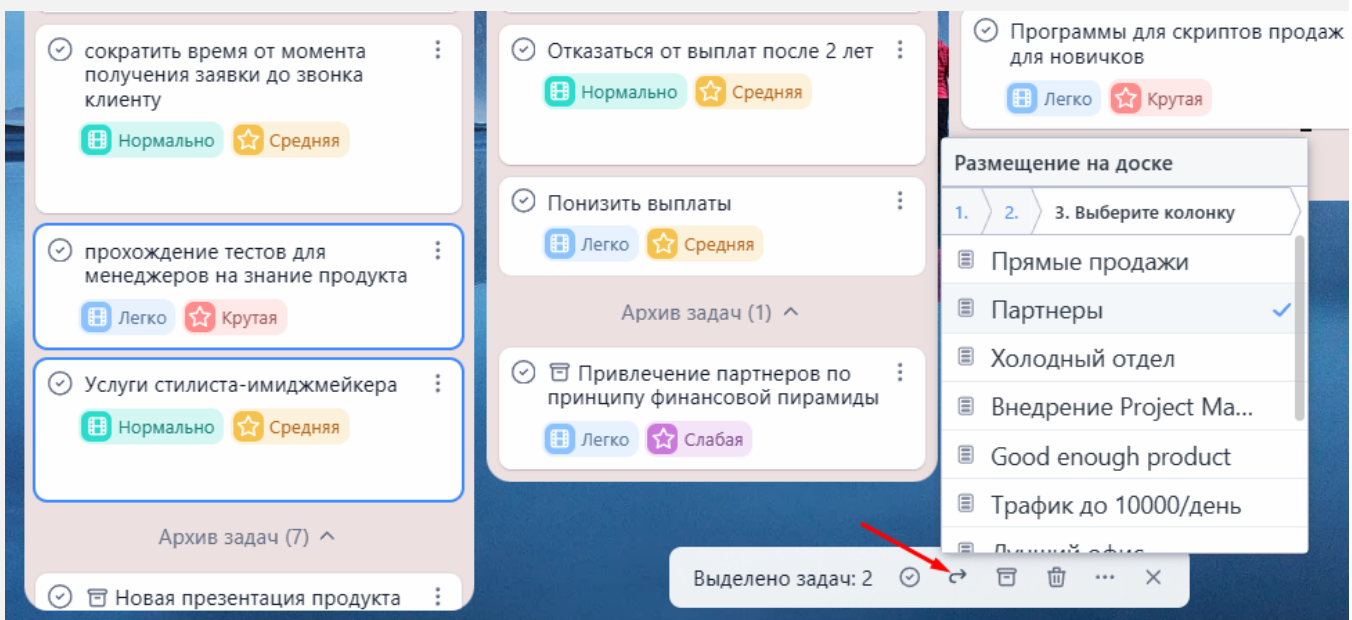 сократить время от момента
получения заявки до звонка
клиенту
Нормально Средняя
прохождение тестов для
менеджеров на знание продукта
Легко Крутая
Услуги стилиста-имиджмейкера
Нормально Средняя
Архив задач (7)
Новая презентация продукта
Отказаться от выплат после 2 лет
Нормально Средняя
Понизить выплаты
Легко Средняя
Архив задач (1)
Привлечение партнеров по
принципу финансовой пирамиды
Легко Слабая
Программы для скриптов продаж
для новичков
Легко Крутая
Размещение на доске
1. 2. 3. Выберите колонку
Прямые продажи
Партнеры
Холодный отдел
Внедрение Project Ma...
Good enough product
Трафик до 10000/день
Лучший офис
Выделено задач: 2